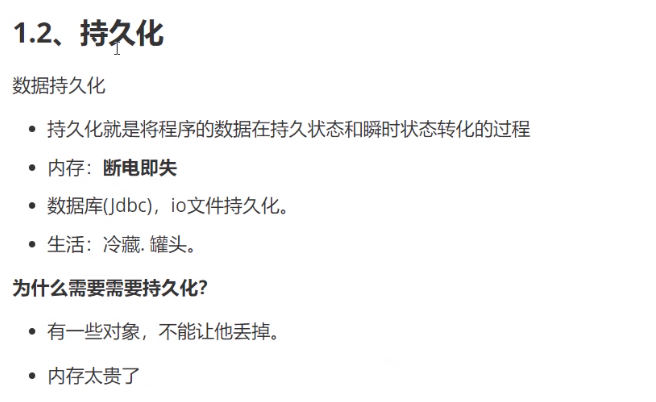 1.2、持久化
数据持久化
持久化就是将程序的数据在持久状态和瞬时状态转化的过程
内存：断电即失
数据库(Jdbc)，io文件持久化。
生活：冷藏. 罐头。
为什么需要需要持久化？
有一些对象，不能让他丢掉。
内存太贵了